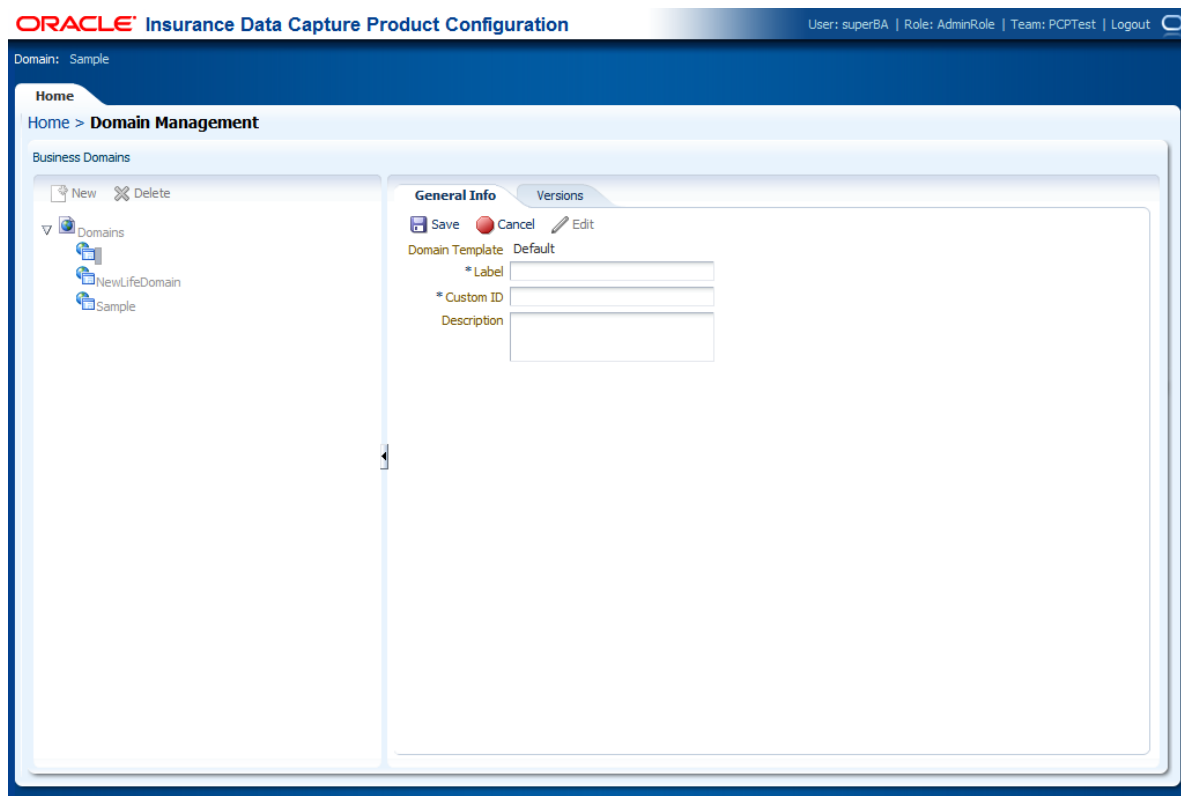 ORACLE Insurance Data Capture Product Configuration
User: superBA | Role: AdminRole | Team: PCPTest | Logout
Domain: Sample
Home
Home > Domain Management
Business Domains
New Delete
Domains
NewLifeDomain
Sample
General Info Versions
Save Cancel Edit
Domain Template Default
* Label
* Custom ID
Description